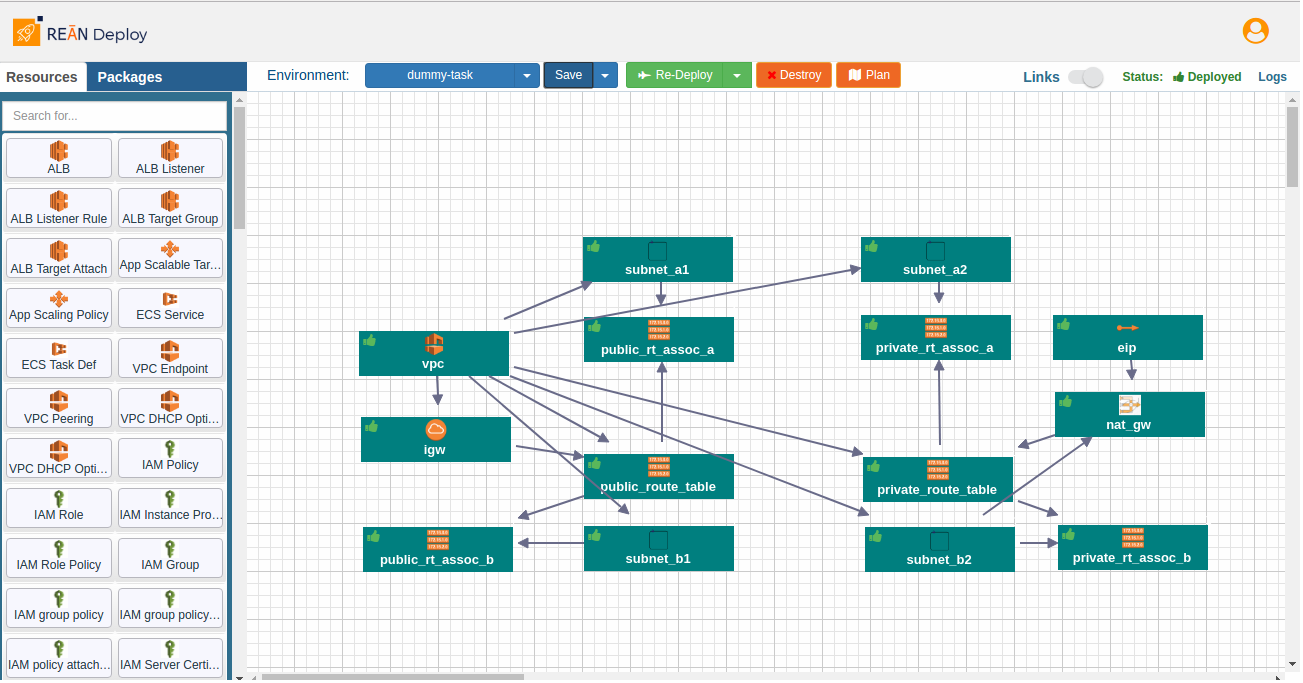 REĀN Deploy
Resources Packages
Environment: dummy-task Save Re-Deploy Destroy Plan Links Status: Deployed Logs
Search for...
ALB ALB Listener
ALB Listener Rule ALB Target Group
ALB Target Attach App Scalable Tar...
App Scaling Policy ECS Service
ECS Task Def VPC Endpoint
VPC Peering VPC DHCP Opti...
VPC DHCP Opti... IAM Policy
IAM Role IAM Instance Pro...
IAM Role Policy IAM Group
IAM group policy IAM group policy...
IAM policy attach... IAM Server Certi...
subnet_a1 subnet_a2
public_rt_assoc_a private_rt_assoc_a eip
vpc
nat_gw
igw
public_route_table private_route_table
public_rt_assoc_b subnet_b1 subnet_b2 private_rt_assoc_b